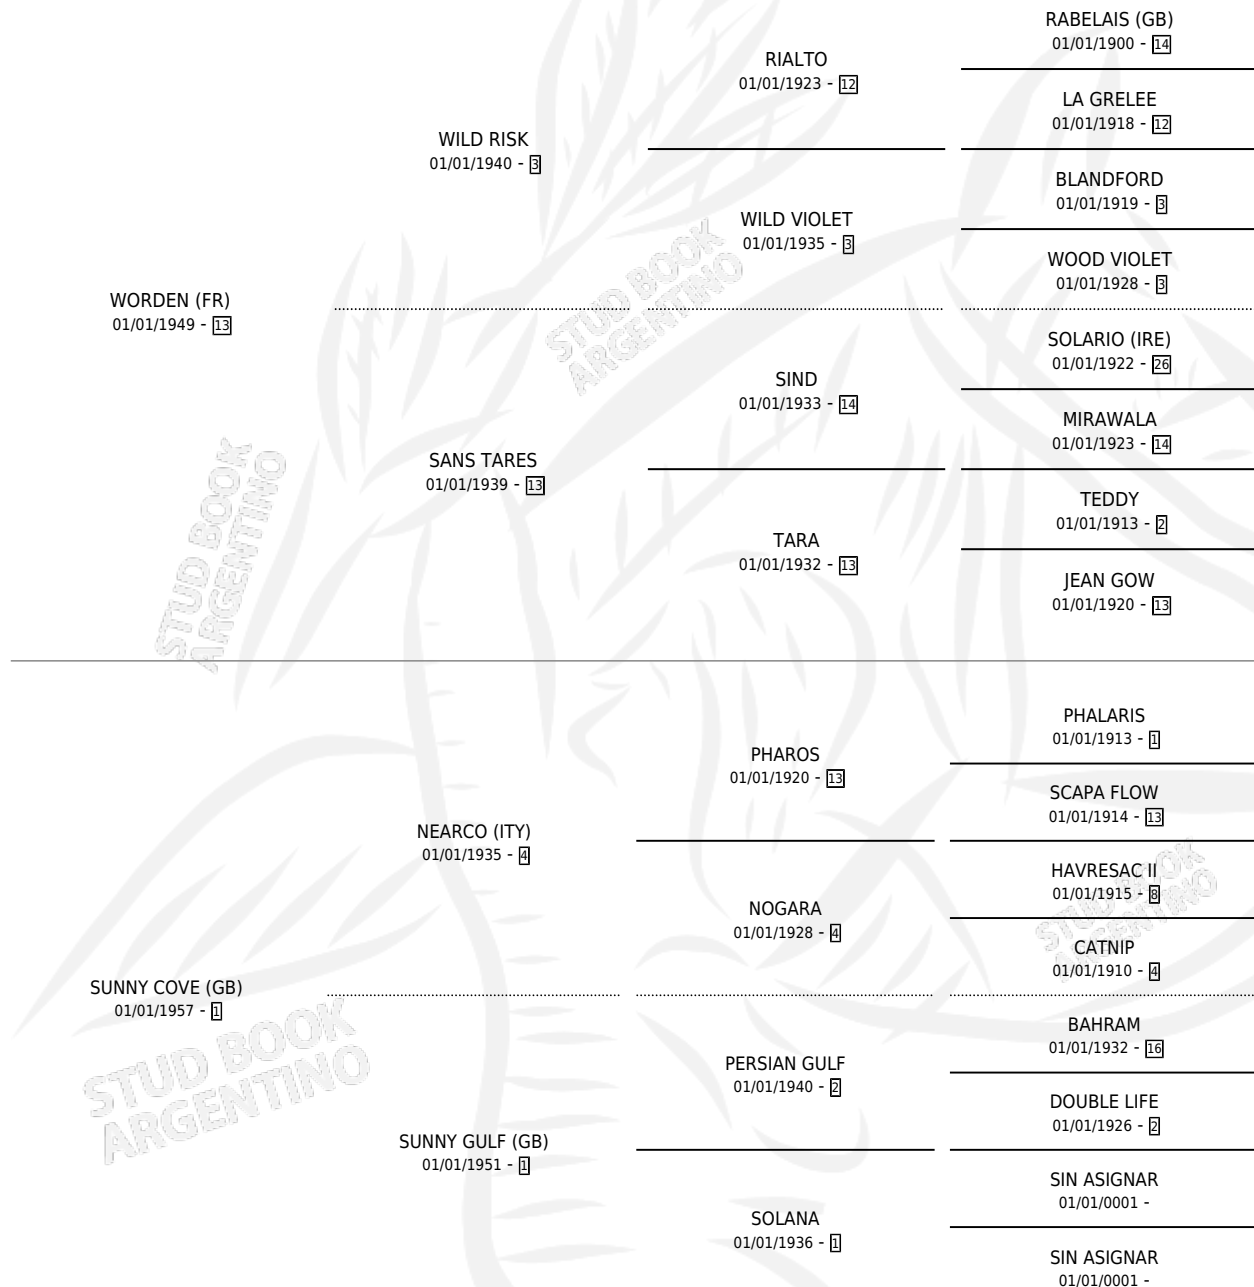 RABELAIS (GB)
01/01/1900 - 14
RIALTO
01/01/1923 - 12
LA GRELEE
01/01/1918 - 12
WILD RISK
01/01/1940 - 3
BLANDFORD
01/01/1919 - 3
WILD VIOLET
01/01/1935 - 3
WOOD VIOLET
01/01/1928 - 3
WORDEN (FR)
01/01/1949 - 13
SOLARIO (IRE)
01/01/1922 - 26
SIND
01/01/1933 - 14
MIRAWALA
01/01/1923 - 14
SANS TARES
01/01/1939 - 13
TEDDY
01/01/1913 - 2
TARA
01/01/1932 - 13
JEAN GOW
01/01/1920 - 13
PHALARIS
01/01/1913 - 1
PHAROS
01/01/1920 - 13
SCAPA FLOW
01/01/1914 - 13
NEARCO (ITY)
01/01/1935 - 4
HAVRESAC II
01/01/1915 - 8
NOGARA
01/01/1928 - 4
CATNIP
01/01/1910 - 4
SUNNY COVE (GB)
01/01/1957 - 1
BAHRAM
01/01/1932 - 16
PERSIAN GULF
01/01/1940 - 2
DOUBLE LIFE
01/01/1926 - 2
SUNNY GULF (GB)
01/01/1951 - 1
SIN ASIGNAR
01/01/0001 -
SOLANA
01/01/1936 - 1
SIN ASIGNAR
01/01/0001 -
STUD BOOK
ARGENTINO
STUD BOOK
ARGENTINO
STUD BOOK
ARGENTINO
STUD BOOK
ARGENTINO